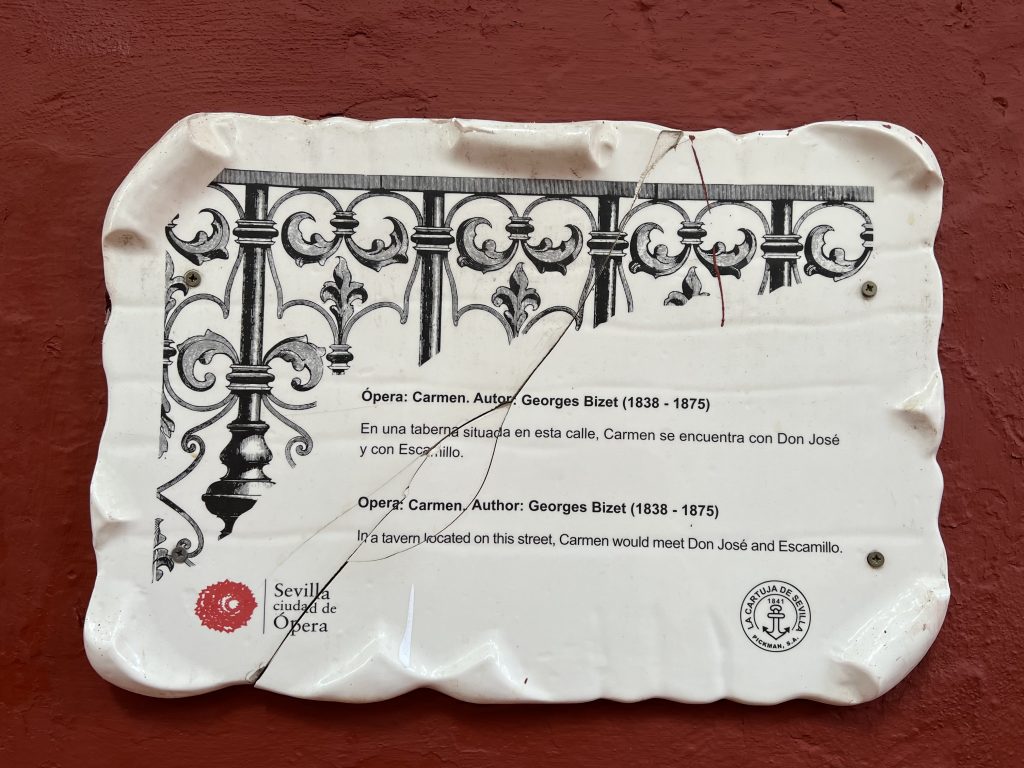 Ópera: Carmen. Autor: Georges Bizet (1838 - 1875)
En una taberna situada en esta calle, Carmen se encuentra con Don José
y con Escamillo.
Opera: Carmen. Author: Georges Bizet (1838 - 1875)
In a tavern located on this street, Carmen would meet Don José and Escamillo.
Sevilla
ciudad de
Ópera
LA CARTUJA DE SEVILLA
1841
PICKMAN, S.A.